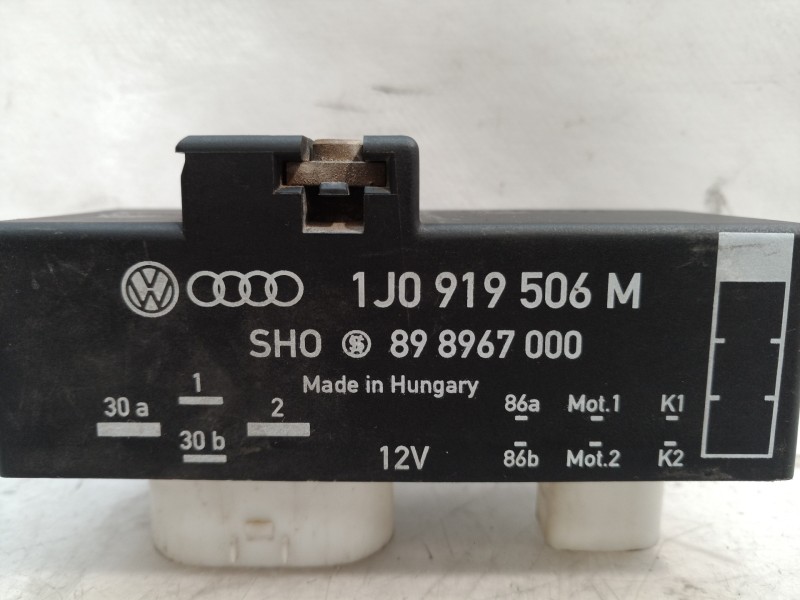 1J0 919 506 M
SHO 89 8967 000
Made in Hungary
30 a 1 2
30 b
86a Mot.1 K1
86b Mot.2 K2
12V